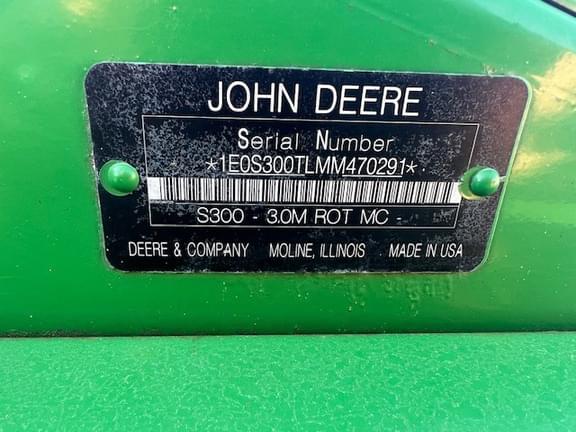 JOHN DEERE
Serial Number
*1E0S300TLMM470291*
S300 - 3.0M ROT MC -
DEERE & COMPANY MOLINE, ILLINOIS MADE IN USA